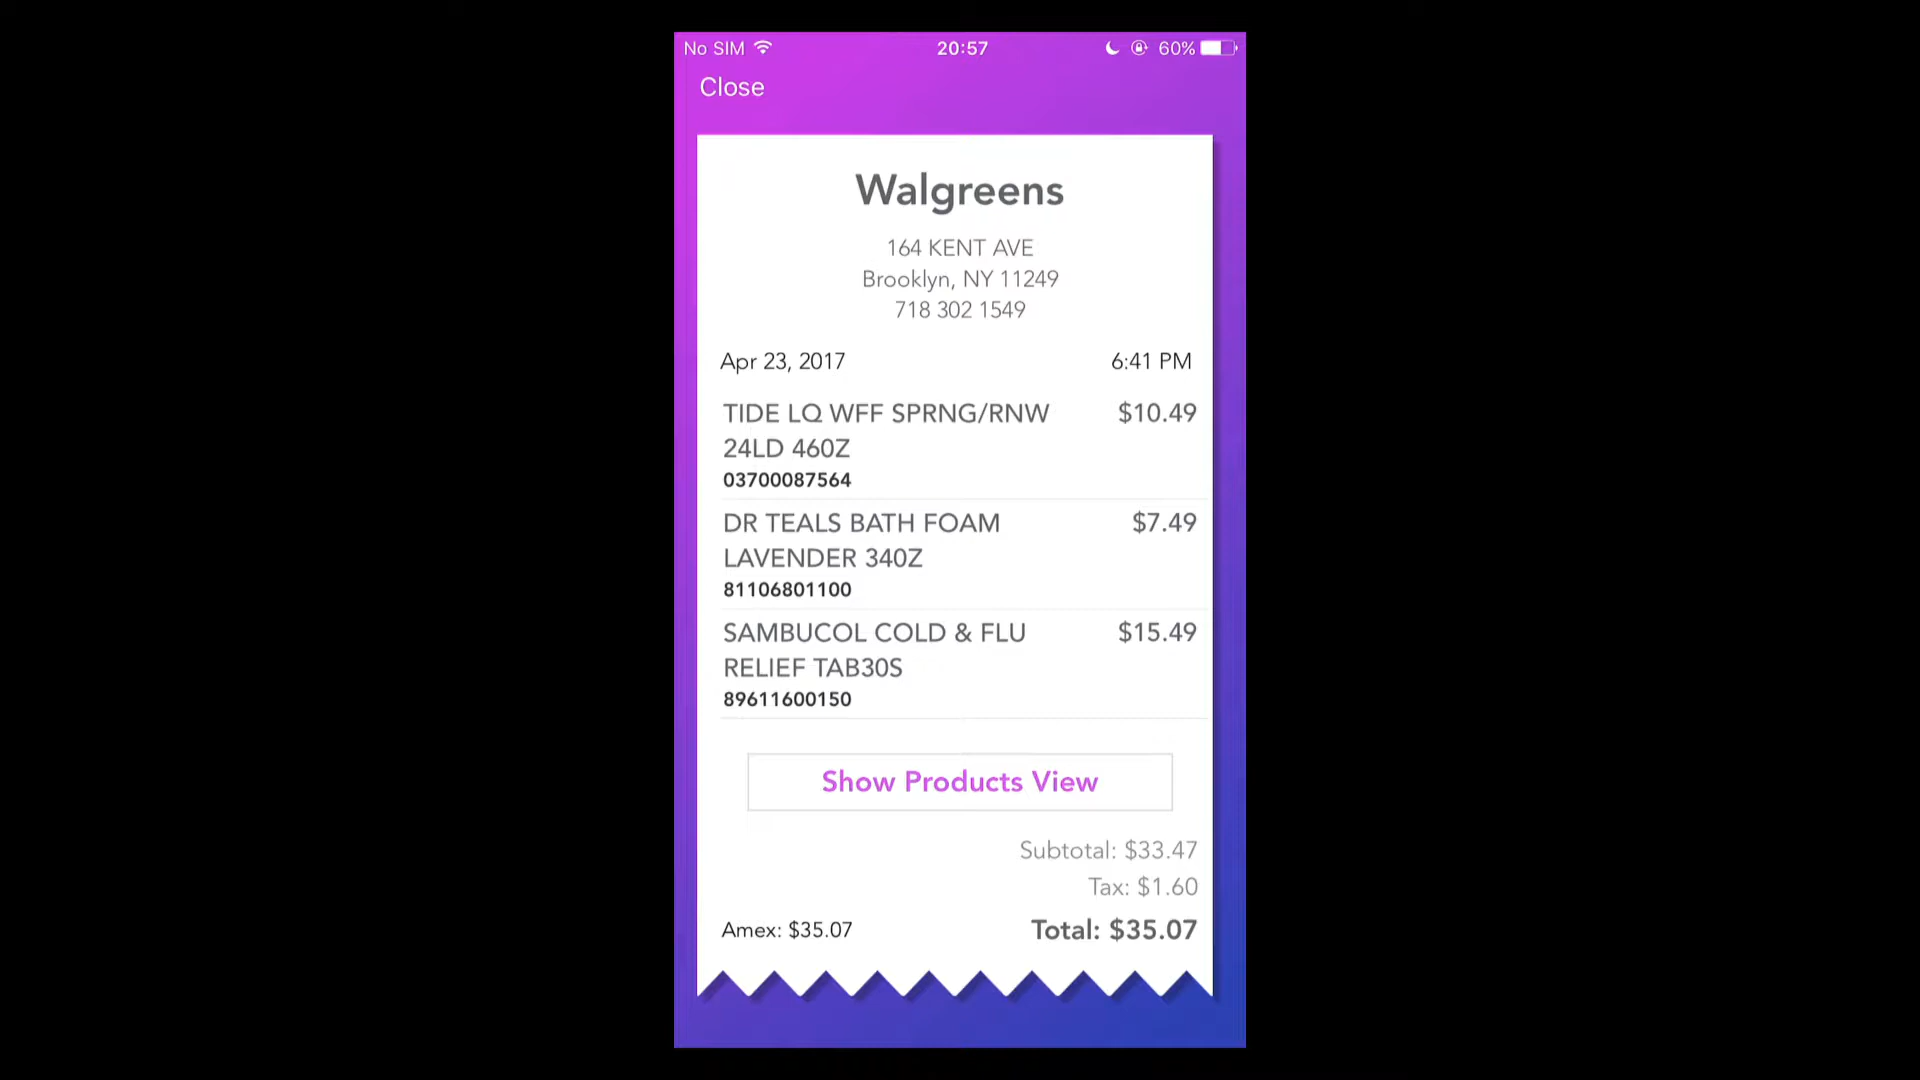 No SIM 20:57 60%
Close
Walgreens
164 KENT AVE
Brooklyn, NY 11249
718 302 1549
Apr 23, 2017 6:41 PM
TIDE LQ WFF SPRNG/RNW $10.49
24LD 460Z
03700087564
DR TEALS BATH FOAM $7.49
LAVENDER 340Z
81106801100
SAMBUCOL COLD & FLU $15.49
RELIEF TAB30S
89611600150
Show Products View
Subtotal: $33.47
Tax: $1.60
Amex: $35.07 Total: $35.07